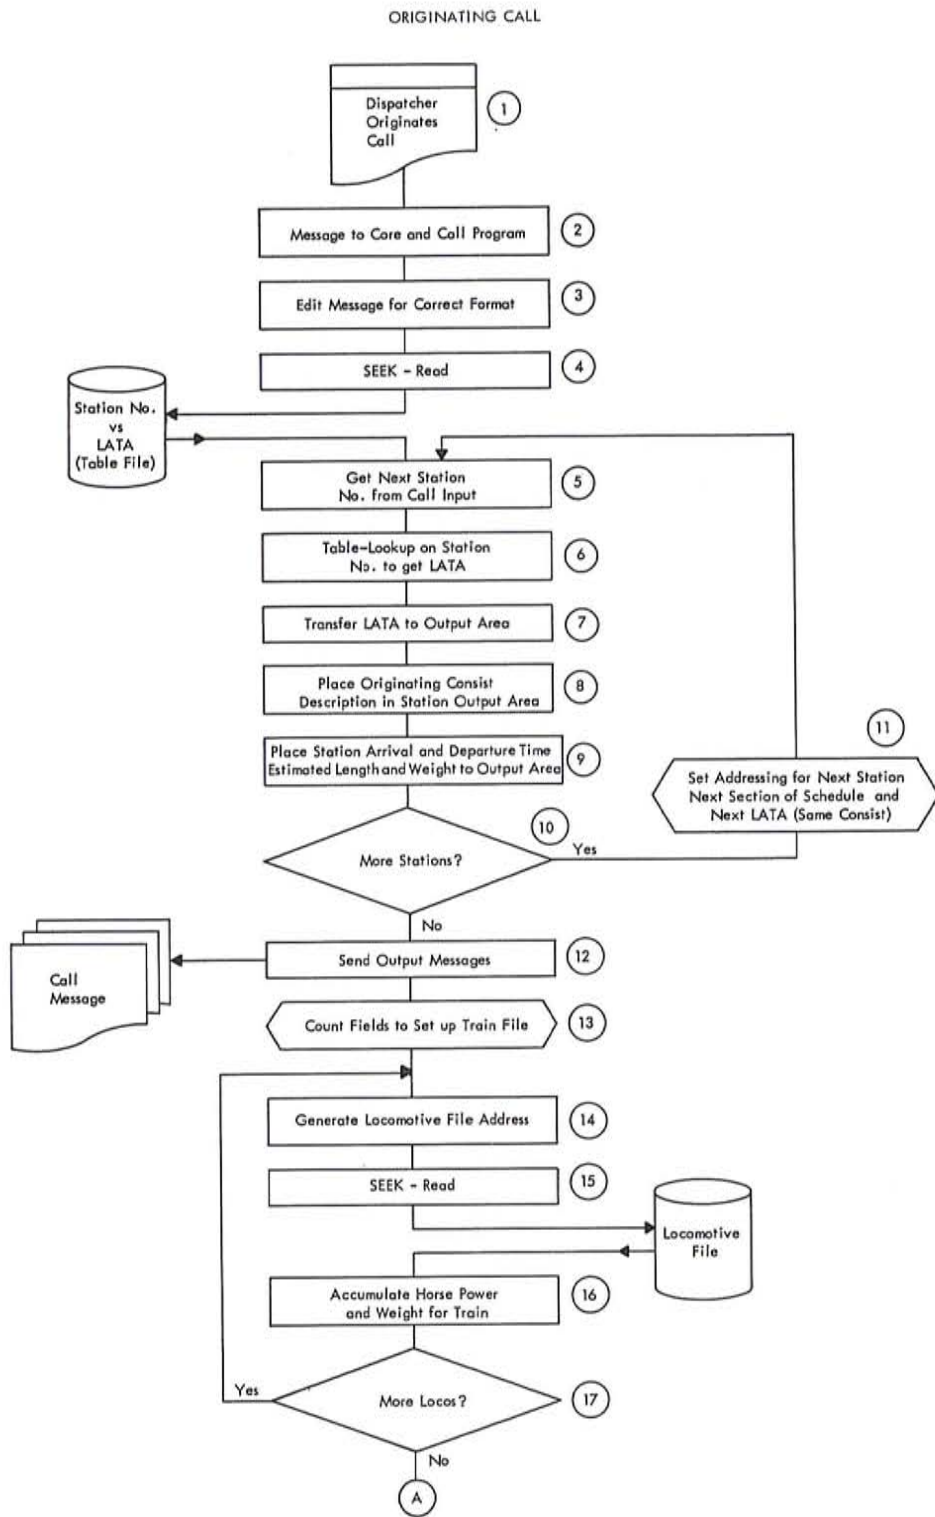 ORIGINATING CALL
Dispatcher
Originates
Call
1
Message to Core and Call Program
2
Edit Message for Correct Format
3
SEEK - Read
4
Station No.
vs
LATA
(Table File)
Get Next Station
No. from Call Input
5
Table-Lookup on Station
No. to get LATA
6
Transfer LATA to Output Area
7
Place Originating Consist
Description in Station Output Area
8
Place Station Arrival and Departure Time
Estimated Length and Weight to Output Area
9
11
Set Addressing for Next Station
Next Section of Schedule and
Next LATA (Same Consist)
10
More Stations?
Yes
No
Send Output Messages
12
Call
Message
Count Fields to Set up Train File
13
Generate Locomotive File Address
14
SEEK - Read
15
Locomotive
File
Accumulate Horse Power
and Weight for Train
16
Yes
More Locos?
17
No
A